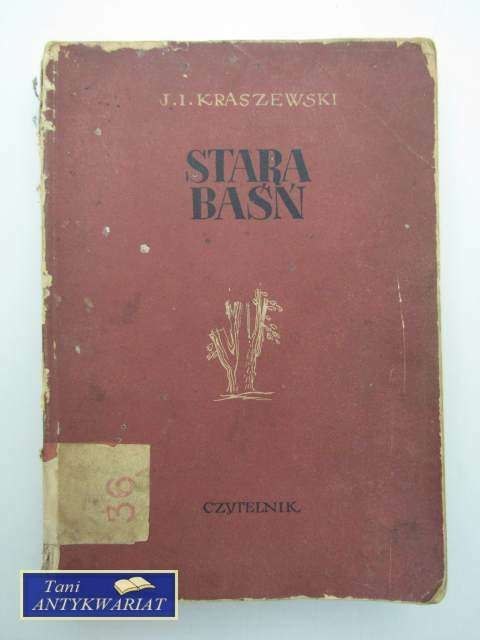 J.I. KRASZEWSKI
STARA
BAŚŃ
CZYTELNIK
36
Tani
ANTYKWARIAT